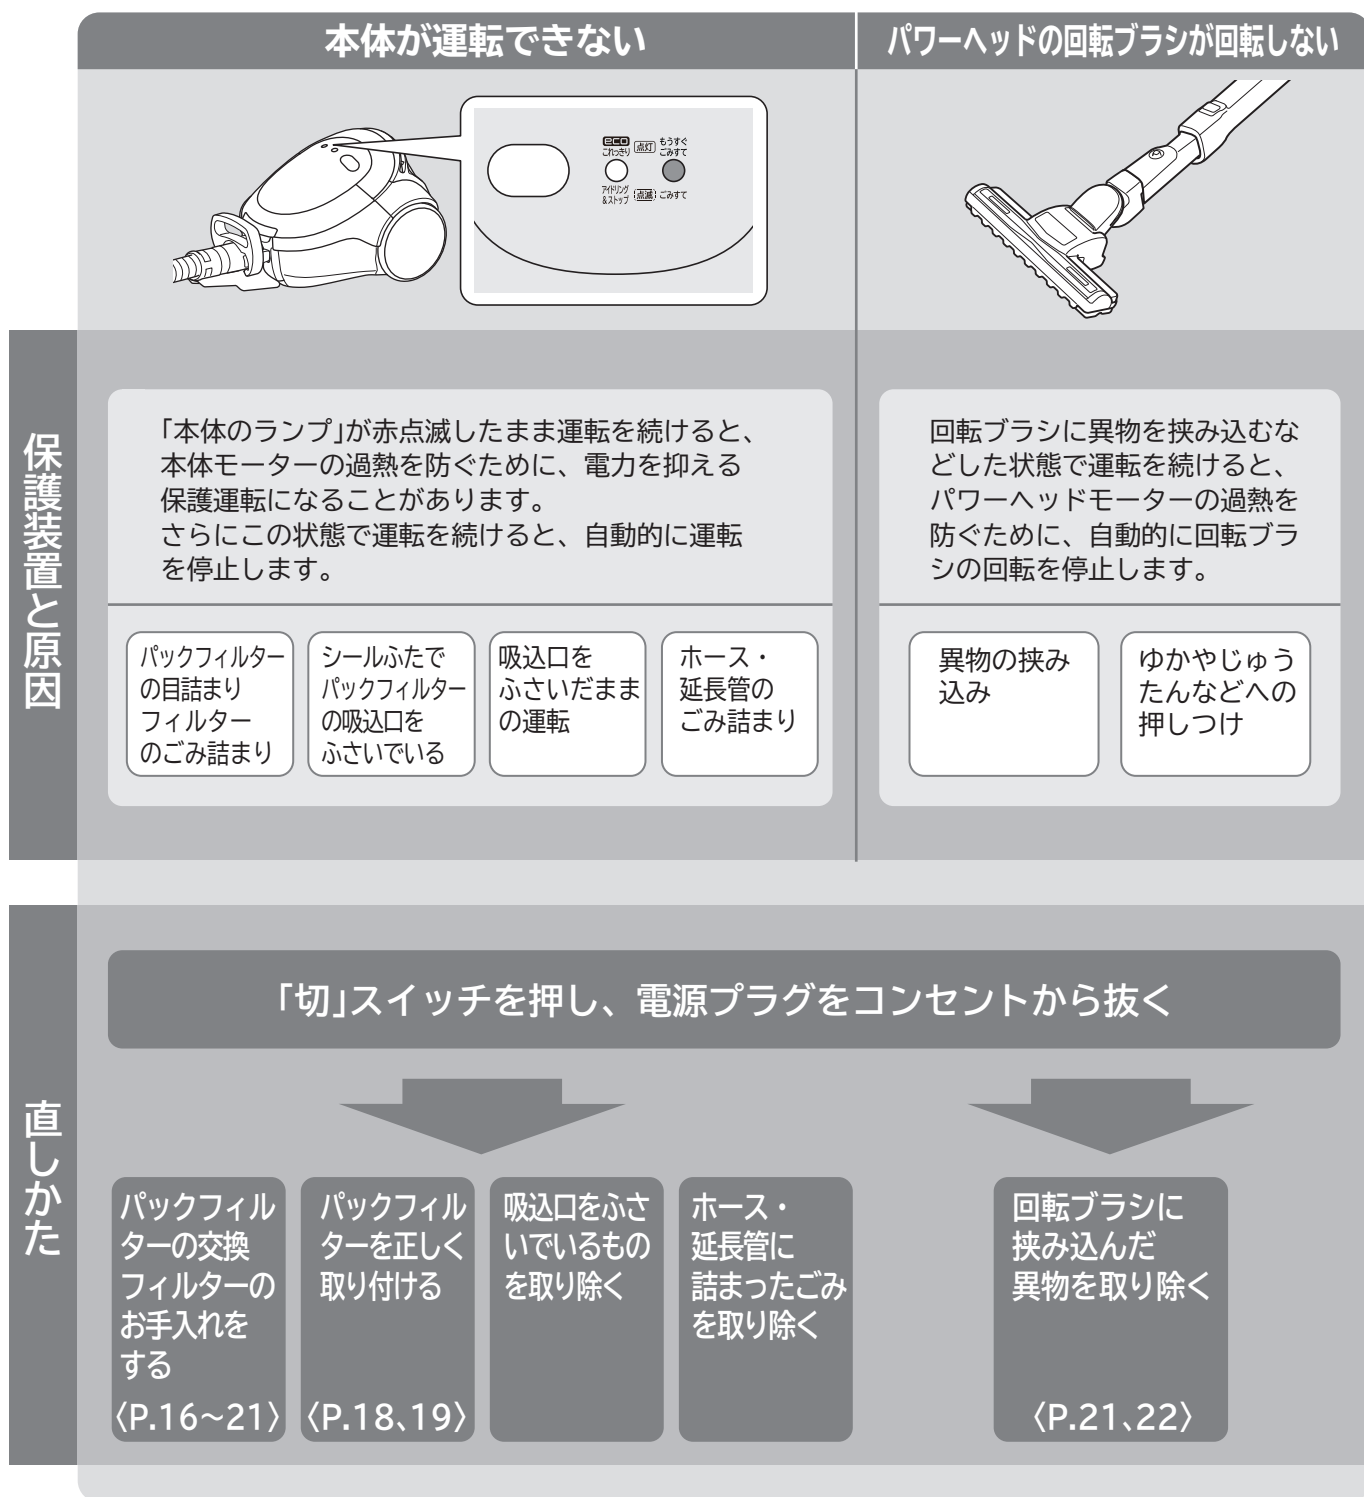 本体が運転できない
パワーヘッドの回転ブラシが回転しない
eco
これっきり
点灯
もうすぐ
ごみすて
アイドリング
&ストップ
点滅
ごみすて
保護装置と原因
「本体のランプ」が赤点滅したまま運転を続けると、
本体モーターの過熱を防ぐために、電力を抑える
保護運転になることがあります。
さらにこの状態で運転を続けると、自動的に運転
を停止します。
パックフィルター
の目詰まり
フィルター
のごみ詰まり
シールふたで
パックフィルター
の吸込口を
ふさいでいる
吸込口を
ふさいだまま
の運転
ホース・
延長管の
ごみ詰まり
回転ブラシに異物を挟み込むな
どした状態で運転を続けると、
パワーヘッドモーターの過熱を
防ぐために、自動的に回転ブラ
シの回転を停止します。
異物の挟み
込み
ゆかやじゅう
たんなどへの
押しつけ
直しかた
「切」スイッチを押し、電源プラグをコンセントから抜く
パックフィル
ターの交換
フィルターの
お手入れを
する
〈P.16~21〉
パックフィル
ターを正しく
取り付ける
〈P.18、19〉
吸込口をふさ
いでいるもの
を取り除く
ホース・
延長管に
詰まったごみ
を取り除く
回転ブラシに
挟み込んだ
異物を取り除く
〈P.21、22〉